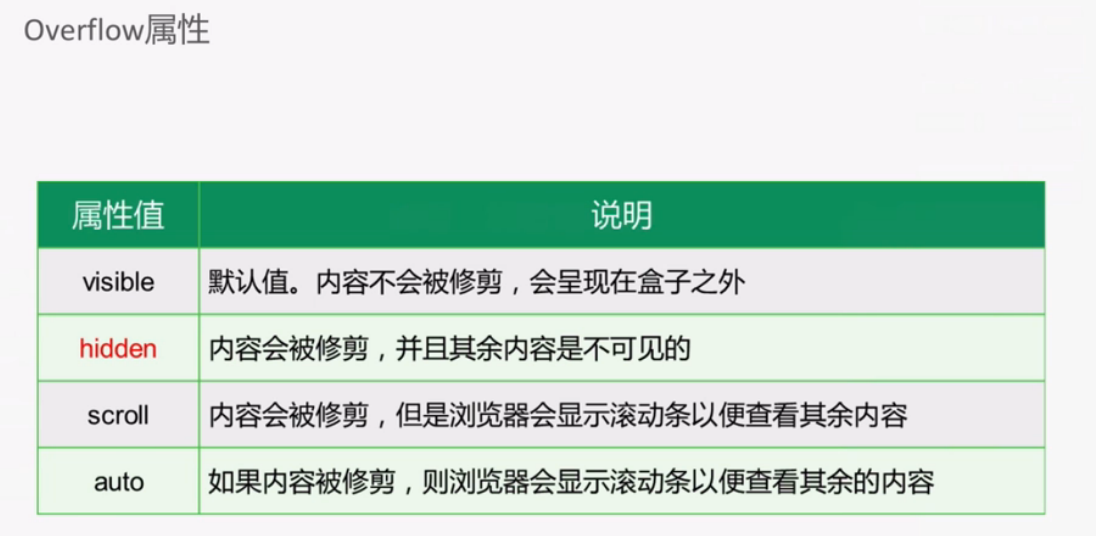 Overflow属性
属性值 说明
visible 默认值。内容不会被修剪，会呈现在盒子之外
hidden 内容会被修剪，并且其余内容是不可见的
scroll 内容会被修剪，但是浏览器会显示滚动条以便查看其余内容
auto 如果内容被修剪，则浏览器会显示滚动条以便查看其余的内容